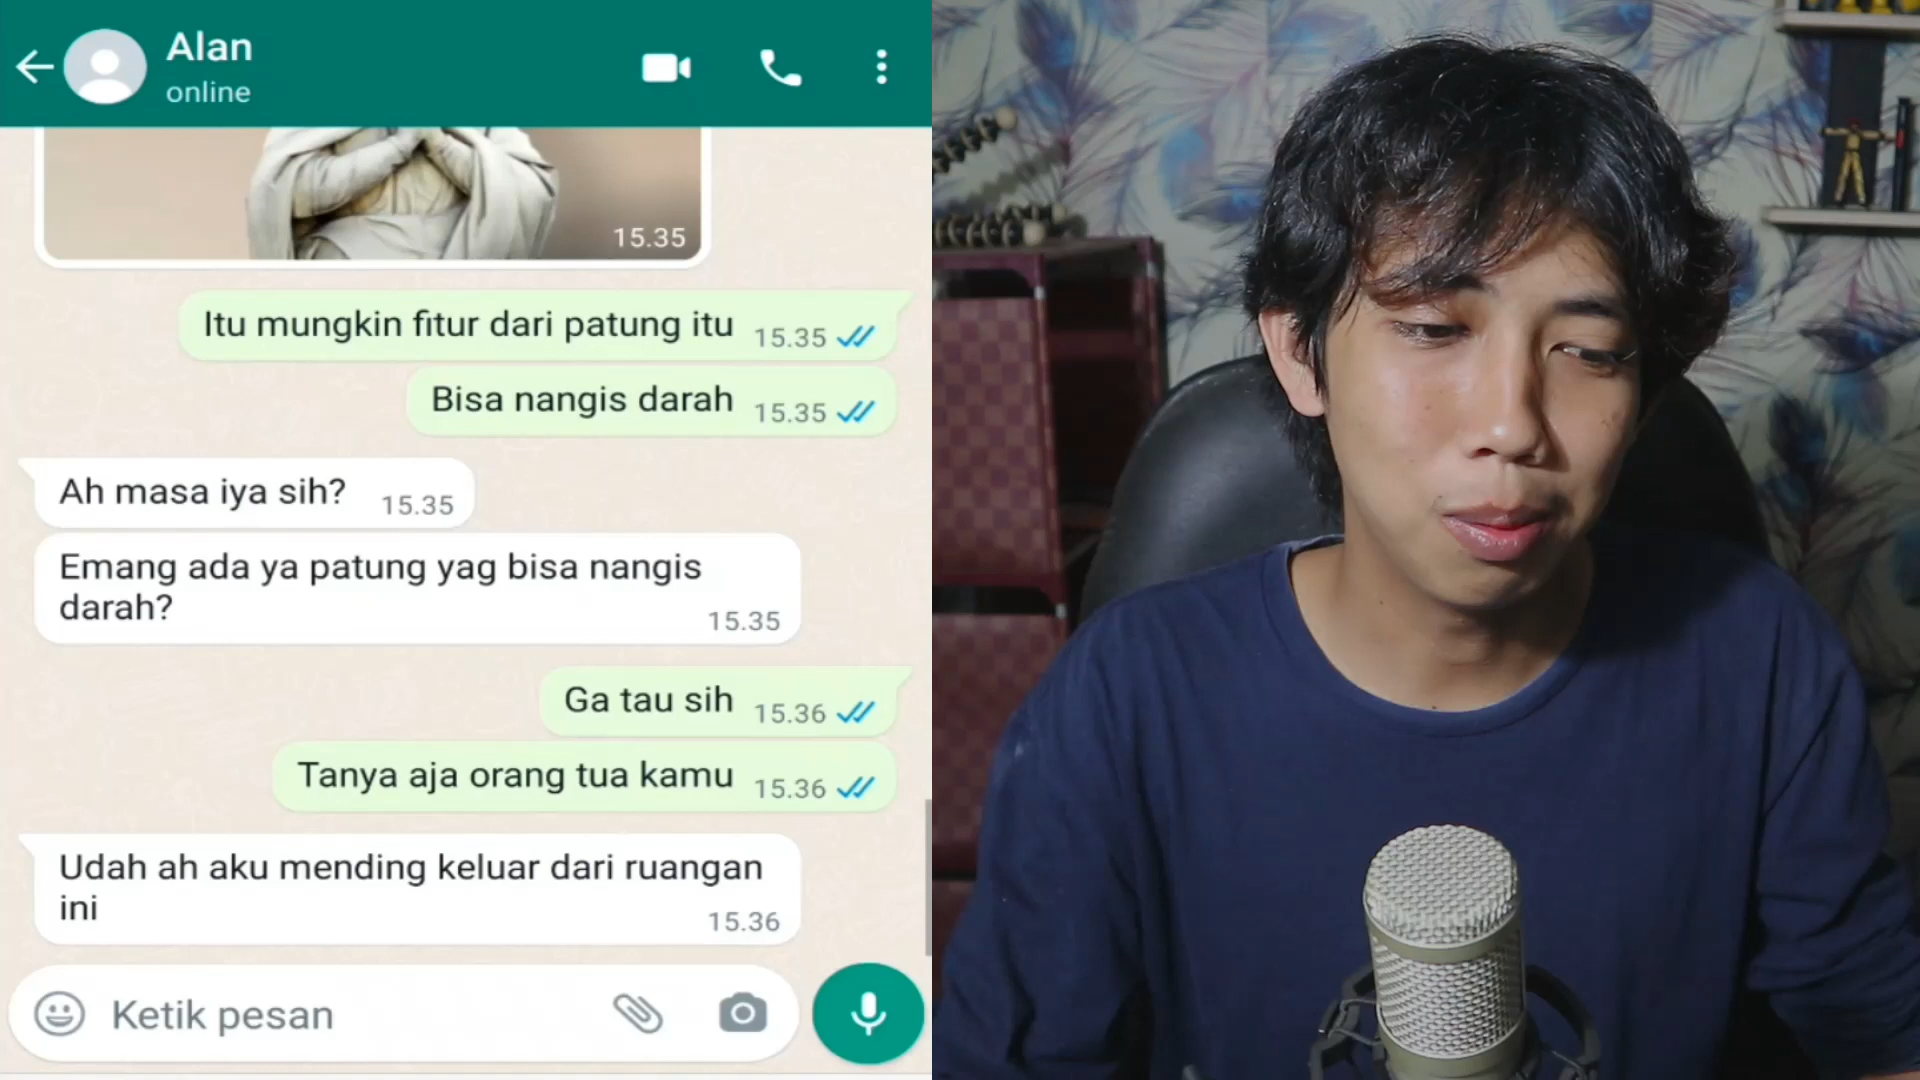 Alan
online
15.35
Itu mungkin fitur dari patung itu 15.35
Bisa nangis darah 15.35
Ah masa iya sih? 15.35
Emang ada ya patung yag bisa nangis
darah? 15.35
Ga tau sih 15.36
Tanya aja orang tua kamu 15.36
Udah ah aku mending keluar dari ruangan
ini 15.36
Ketik pesan